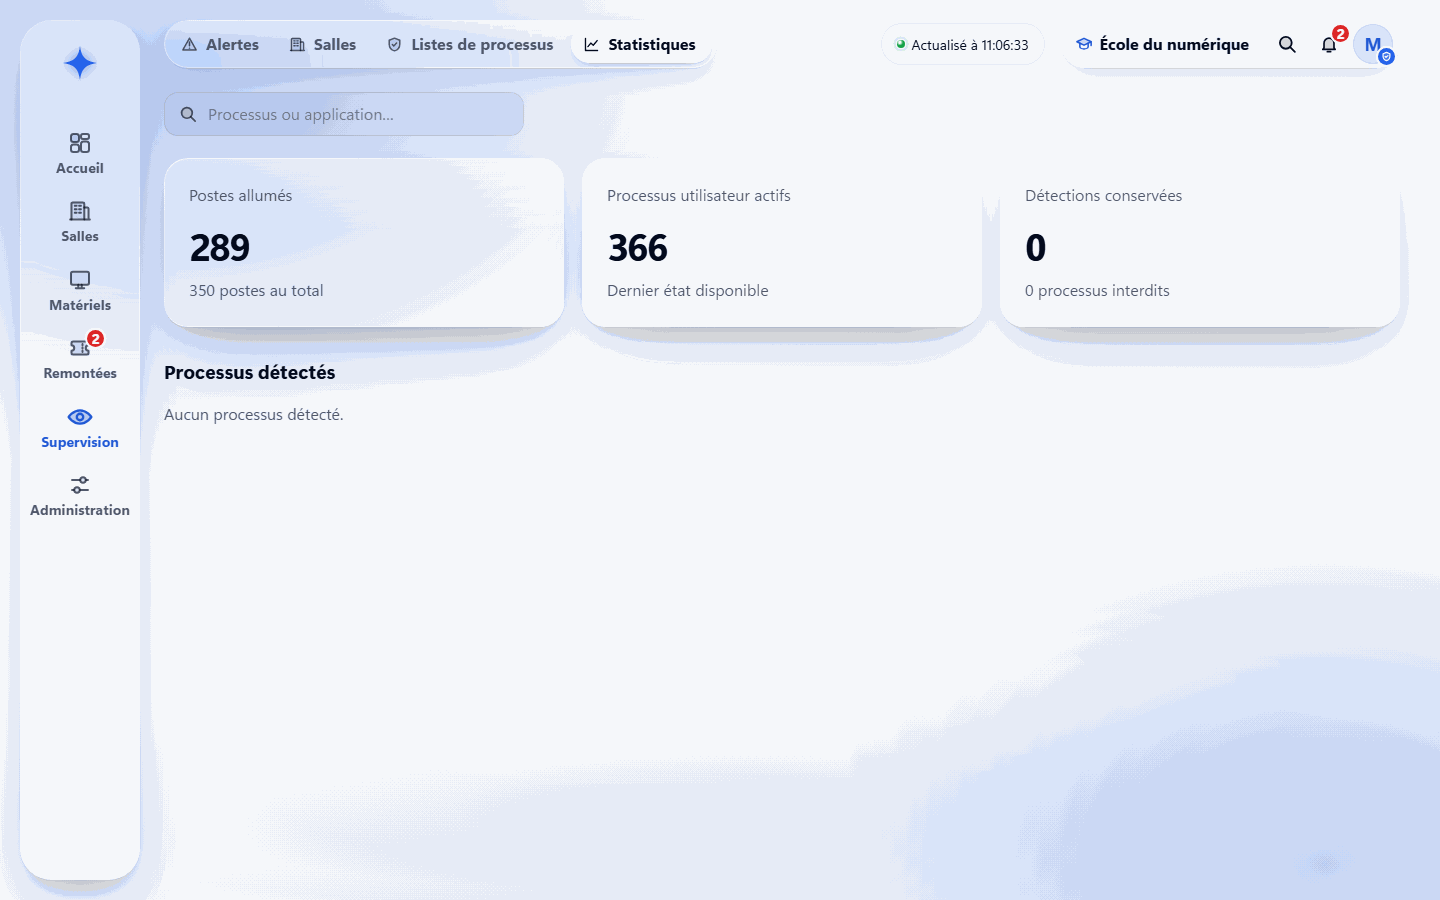 Alertes
Salles
Listes de processus
Statistiques
Actualisé à 11:06:33
École du numérique
2
M
Accueil
Salles
Matériels
2
Remontées
Supervision
Administration
Processus ou application...
Postes allumés
289
350 postes au total
Processus utilisateur actifs
366
Dernier état disponible
Détections conservées
0
0 processus interdits
Processus détectés
Aucun processus détecté.